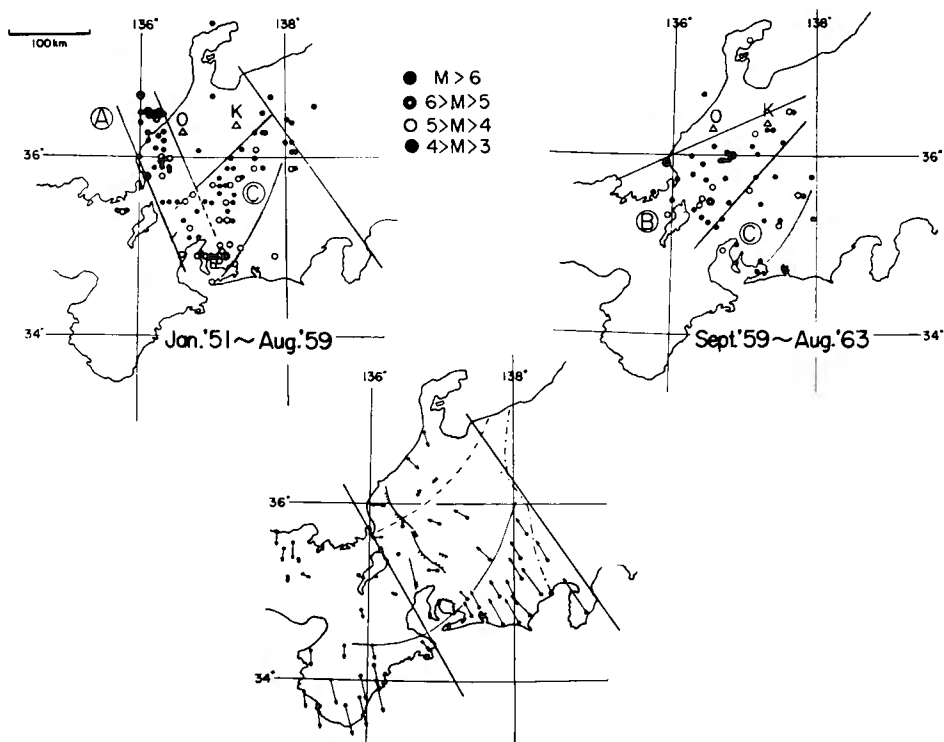 136° 138° 136° 138°
100km
M > 6
6>M>5
5>M>4
4>M>3
A O K
O K
36° 36°
C
B C
34° 34°
Jan.'51~Aug.'59 Sept.'59~Aug.'63
136° 138°
36°
34°